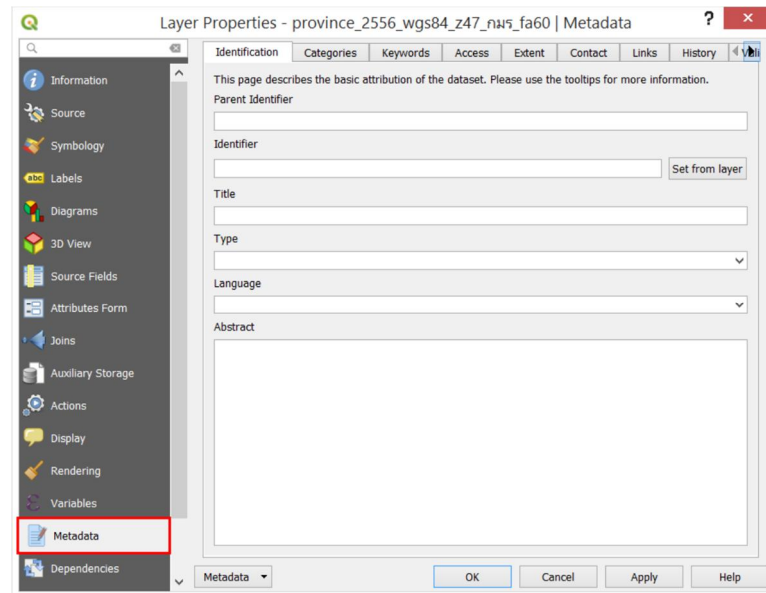 Layer Properties - province_2556_wgs84_z47_กมร_fa60 | Metadata
?
Information
Source
Symbology
abc Labels
Diagrams
3D View
Source Fields
Attributes Form
Joins
Auxiliary Storage
Actions
Display
Rendering
Variables
Metadata
Dependencies
Identification Categories Keywords Access Extent Contact Links History
This page describes the basic attribution of the dataset. Please use the tooltips for more information.
Parent Identifier
Identifier
Set from layer
Title
Type
Language
Abstract
Metadata OK Cancel Apply Help